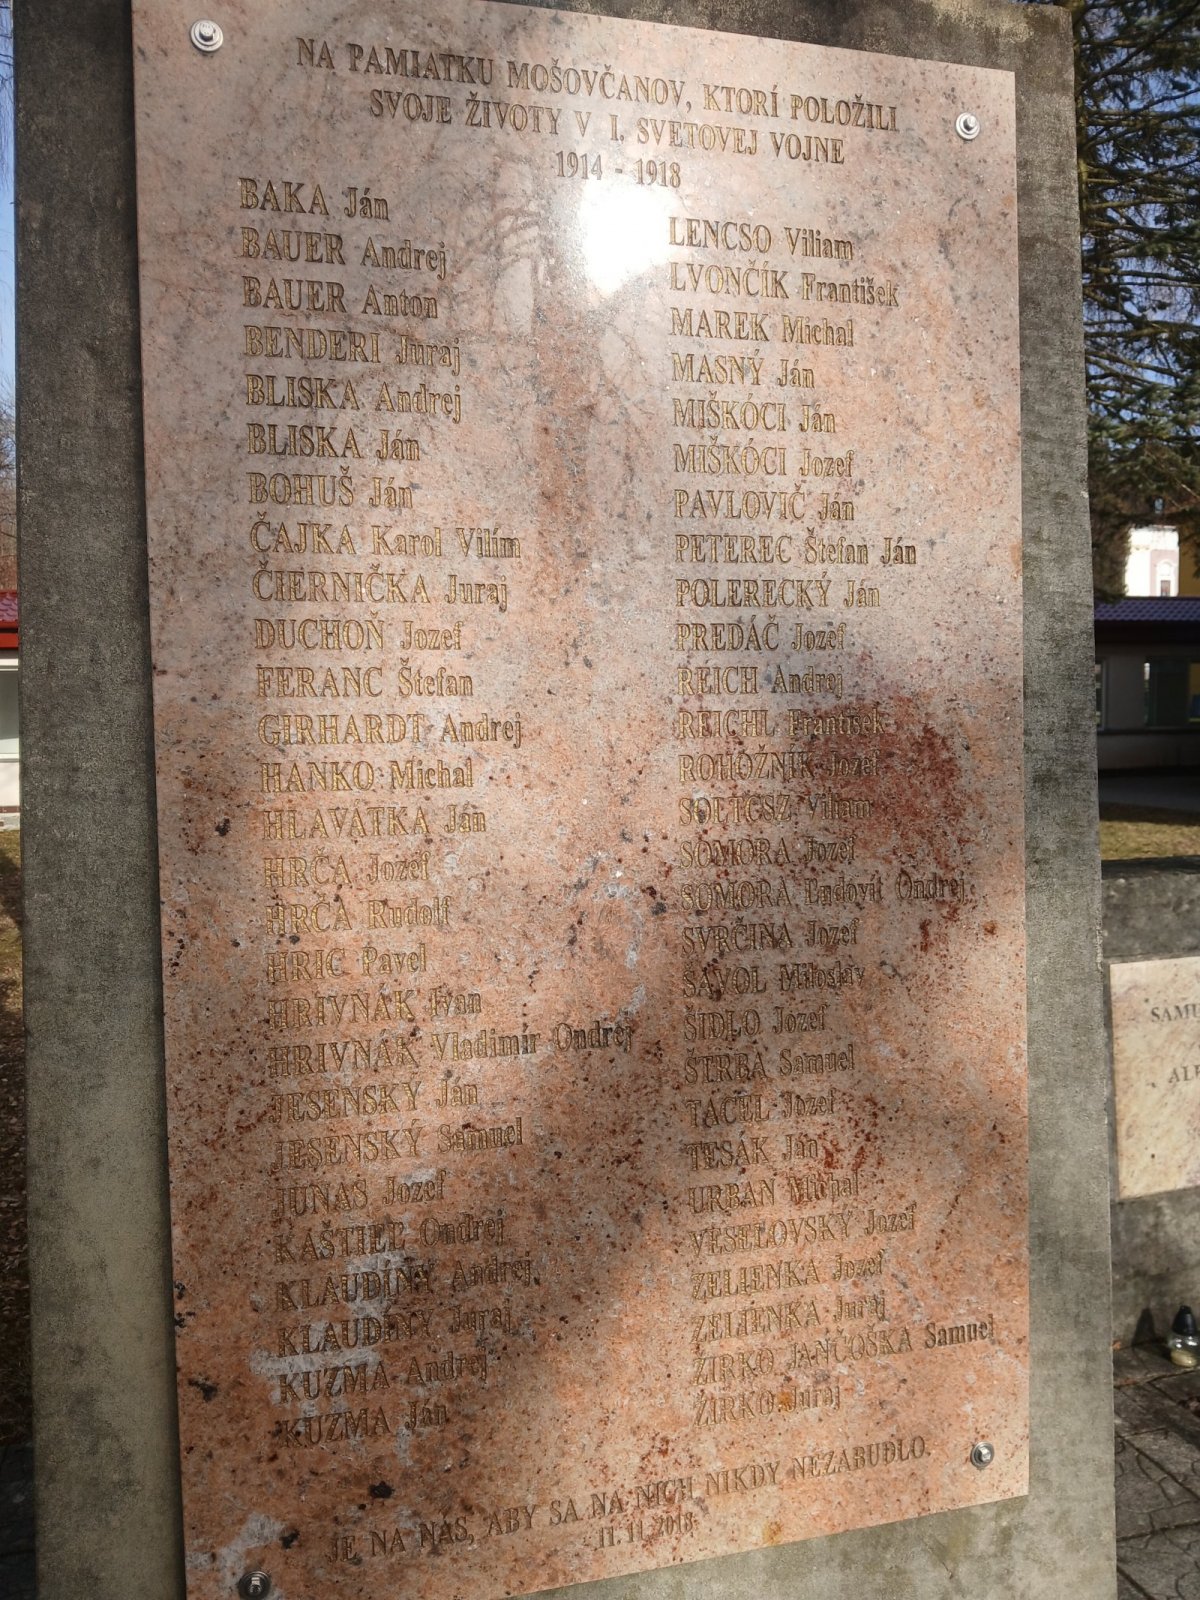 NA PAMIATKU MOŠOVČANOV, KTORÍ POLOŽILI
SVOJE ŽIVOTY V I. SVETOVEJ VOJNE
1914 - 1918
BAKA Ján
BAUER Andrej
BAUER Anton
BENDERI Juraj
BLISKA Andrej
BLISKA Ján
BOHUŠ Ján
ČAJKA Karol Vilím
ČIERNIČKA Juraj
DUCHOŇ Jozef
FERANC Štefan
GIRHARDT Andrej
HANKO Michal
HLAVATKA Ján
HRČA Jozef
HRČA Rudolf
HRIC Pavel
HRIVNÁK Ivan
HRIVNÁK Vladimír Ondrej
JESENSKÝ Ján
JESENSKÝ Samuel
JUNAS Jozef
KAŠTIEĽ Ondrej
KLAUDÍNY Andrej
KLAUDÍNY Juraj
KUZMA Andrej
KUZMA Ján
LENCSO Viliam
LVONČÍK František
MAREK Michal
MASNÝ Ján
MIŠKÓCI Ján
MIŠKÓCI Jozef
PAVLOVIČ Ján
PETEREC Štefan Ján
POLERECKÝ Ján
PREDÁČ Jozef
REICH Andrej
REICHL František
ROHOŽNÍK Jozef
SOLTCSZ Viliam
SOMORA Jozef
SOMORA Ľudovít Ondrej
SVRČINA Jozef
ŠAVOL Miloslav
ŠIDLO Jozef
ŠTRBA Samuel
TACEL Jozef
TESÁK Ján
URBAN Michal
VESELOVSKÝ Jozef
ZELIENKA Jozef
ZELIENKA Juraj
ŽIRKO JANČOŠKA Samuel
ŽIRKO Juraj
JE NA NÁS, ABY SA NA NICH NIKDY NEZABUDLO.
11. 11. 2018